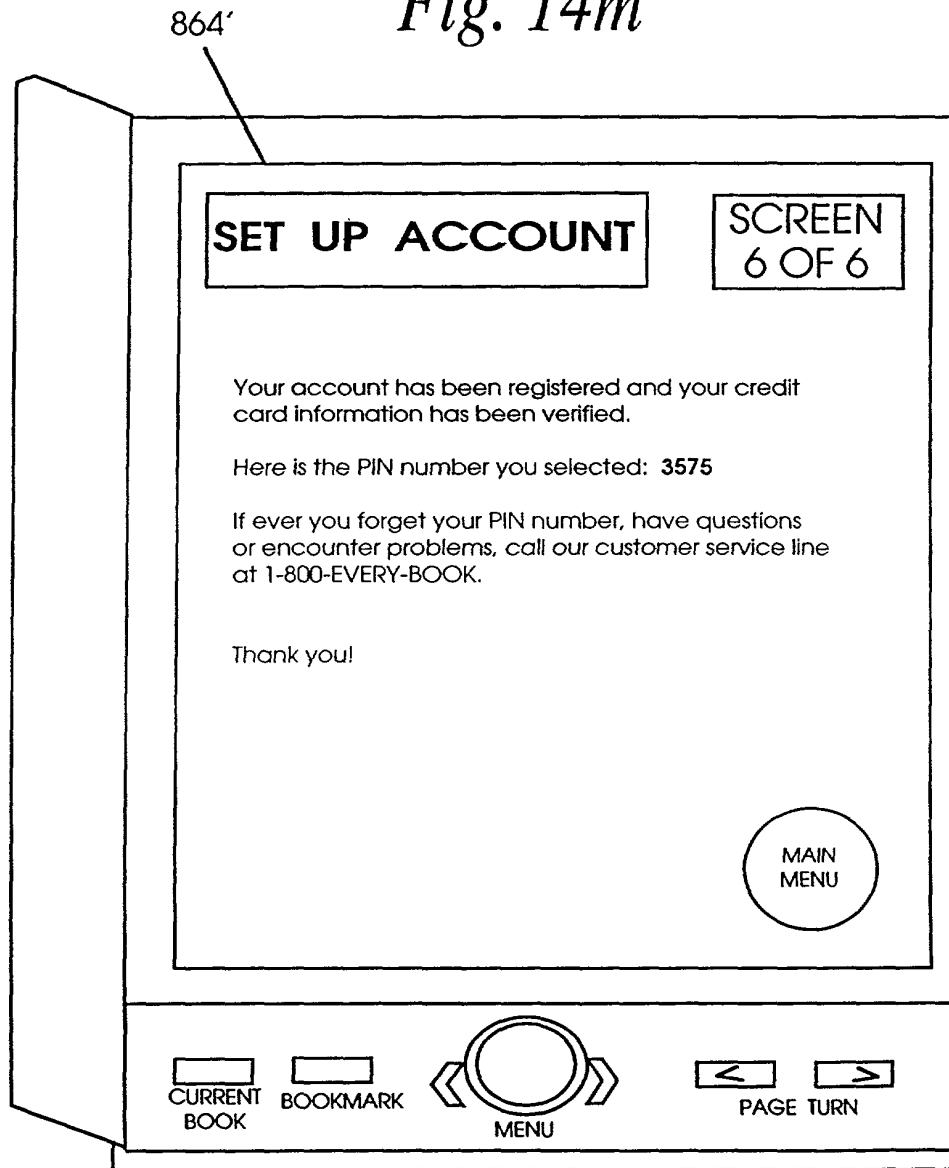 Fig. 14m
864′
SET UP ACCOUNT
SCREEN
6 OF 6
Your account has been registered and your credit
card information has been verified.
Here is the PIN number you selected: 3575
If ever you forget your PIN number, have questions
or encounter problems, call our customer service line
at 1-800-EVERY-BOOK.
Thank you!
MAIN
MENU
CURRENT
BOOK
BOOKMARK
MENU
< >
PAGE TURN